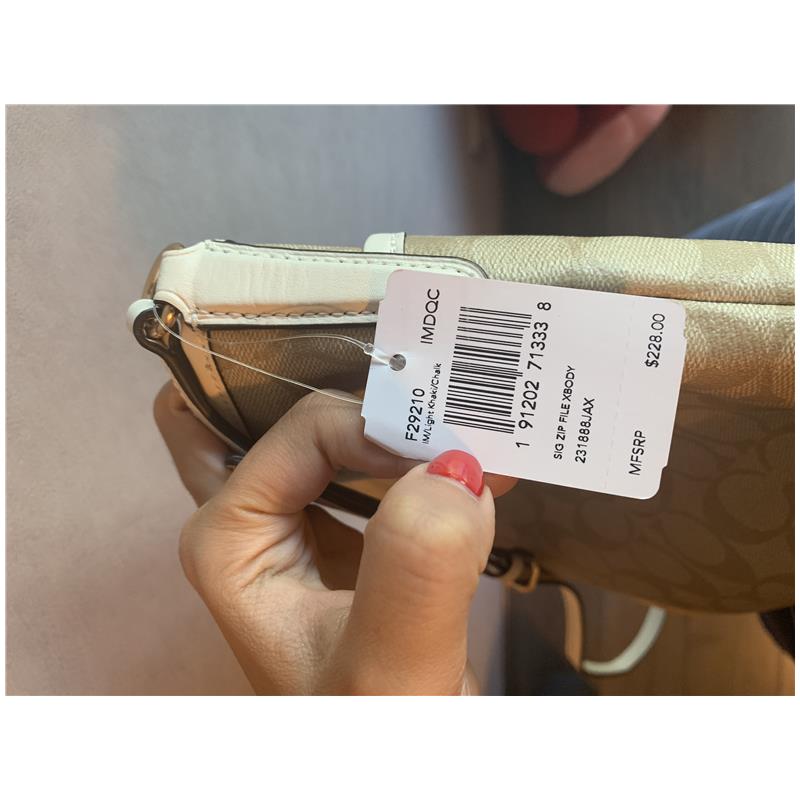 F29210 IMDQC
IM/Light Khaki/Chalk
1 91202 71333 8
SIG ZIP FILE XBODY
231888JAX
MFSRP $228.00